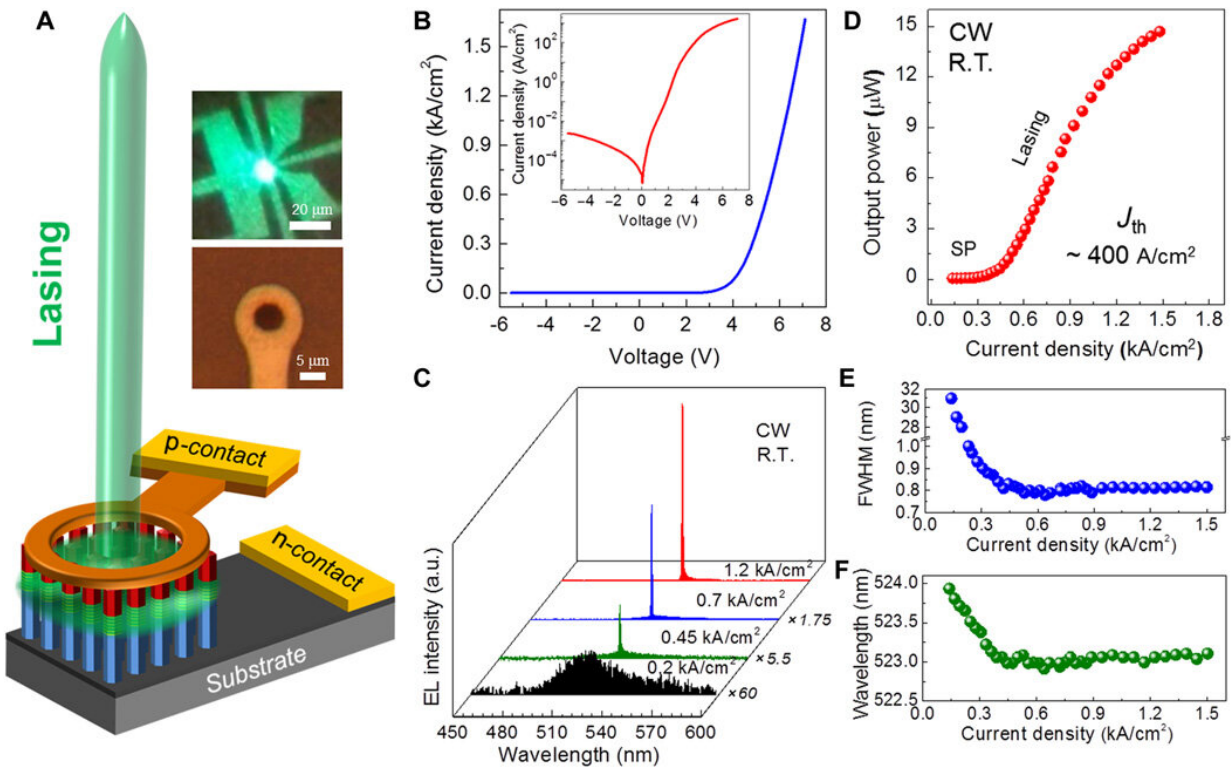 A
Lasing
20 μm
5 μm
p-contact
n-contact
Substrate
B
Current density (kA/cm²)
1.5
1.2
0.9
0.6
0.3
0.0
-6 -4 -2 0 2 4 6 8
Voltage (V)
Current density (A/cm²)
10²
10⁰
10⁻²
10⁻⁴
-6 -4 -2 0 2 4 6 8
Voltage (V)
C
CW
R.T.
EL intensity (a.u.)
1.2 kA/cm²
0.7 kA/cm²
×1.75
0.45 kA/cm²
×5.5
0.2 kA/cm²
×60
450 480 510 540 570 600
Wavelength (nm)
D
CW
R.T.
Output power (μW)
15
12
9
6
3
0
Lasing
SP
Jth
~ 400 A/cm²
0.0 0.3 0.6 0.9 1.2 1.5 1.8
Current density (kA/cm²)
E
FWHM (nm)
32
30
28
1.0
0.9
0.8
0.7
0.0 0.3 0.6 0.9 1.2 1.5
Current density (kA/cm²)
F
Wavelength (nm)
524.0
523.0
522.5
0.0 0.3 0.6 0.9 1.2 1.5
Current density (kA/cm²)